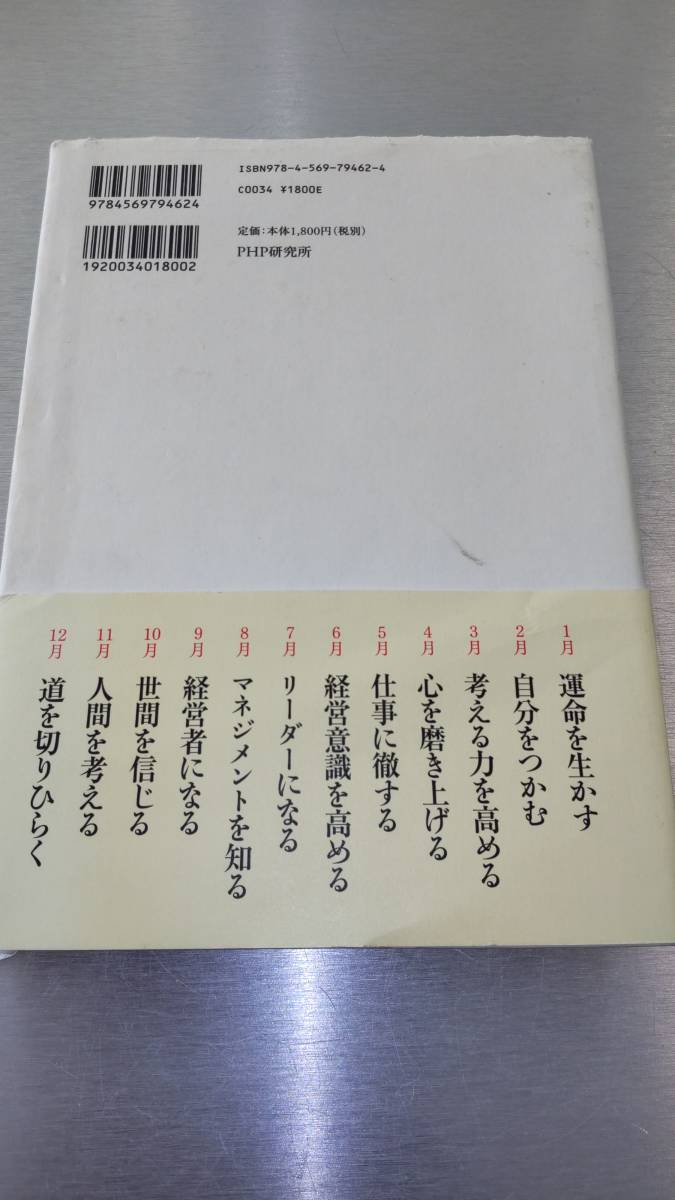 ISBN978-4-569-79462-4
C0034 ¥1800E
9784569794624
定価:本体1,800円(税別)
PHP研究所
1920034018002
1月 運命を生かす
2月 自分をつかむ
3月 考える力を高める
4月 心を磨き上げる
5月 仕事に徹する
6月 経営意識を高める
7月 リーダーになる
8月 マネジメントを知る
9月 経営者になる
10月 世間を信じる
11月 人間を考える
12月 道を切りひらく